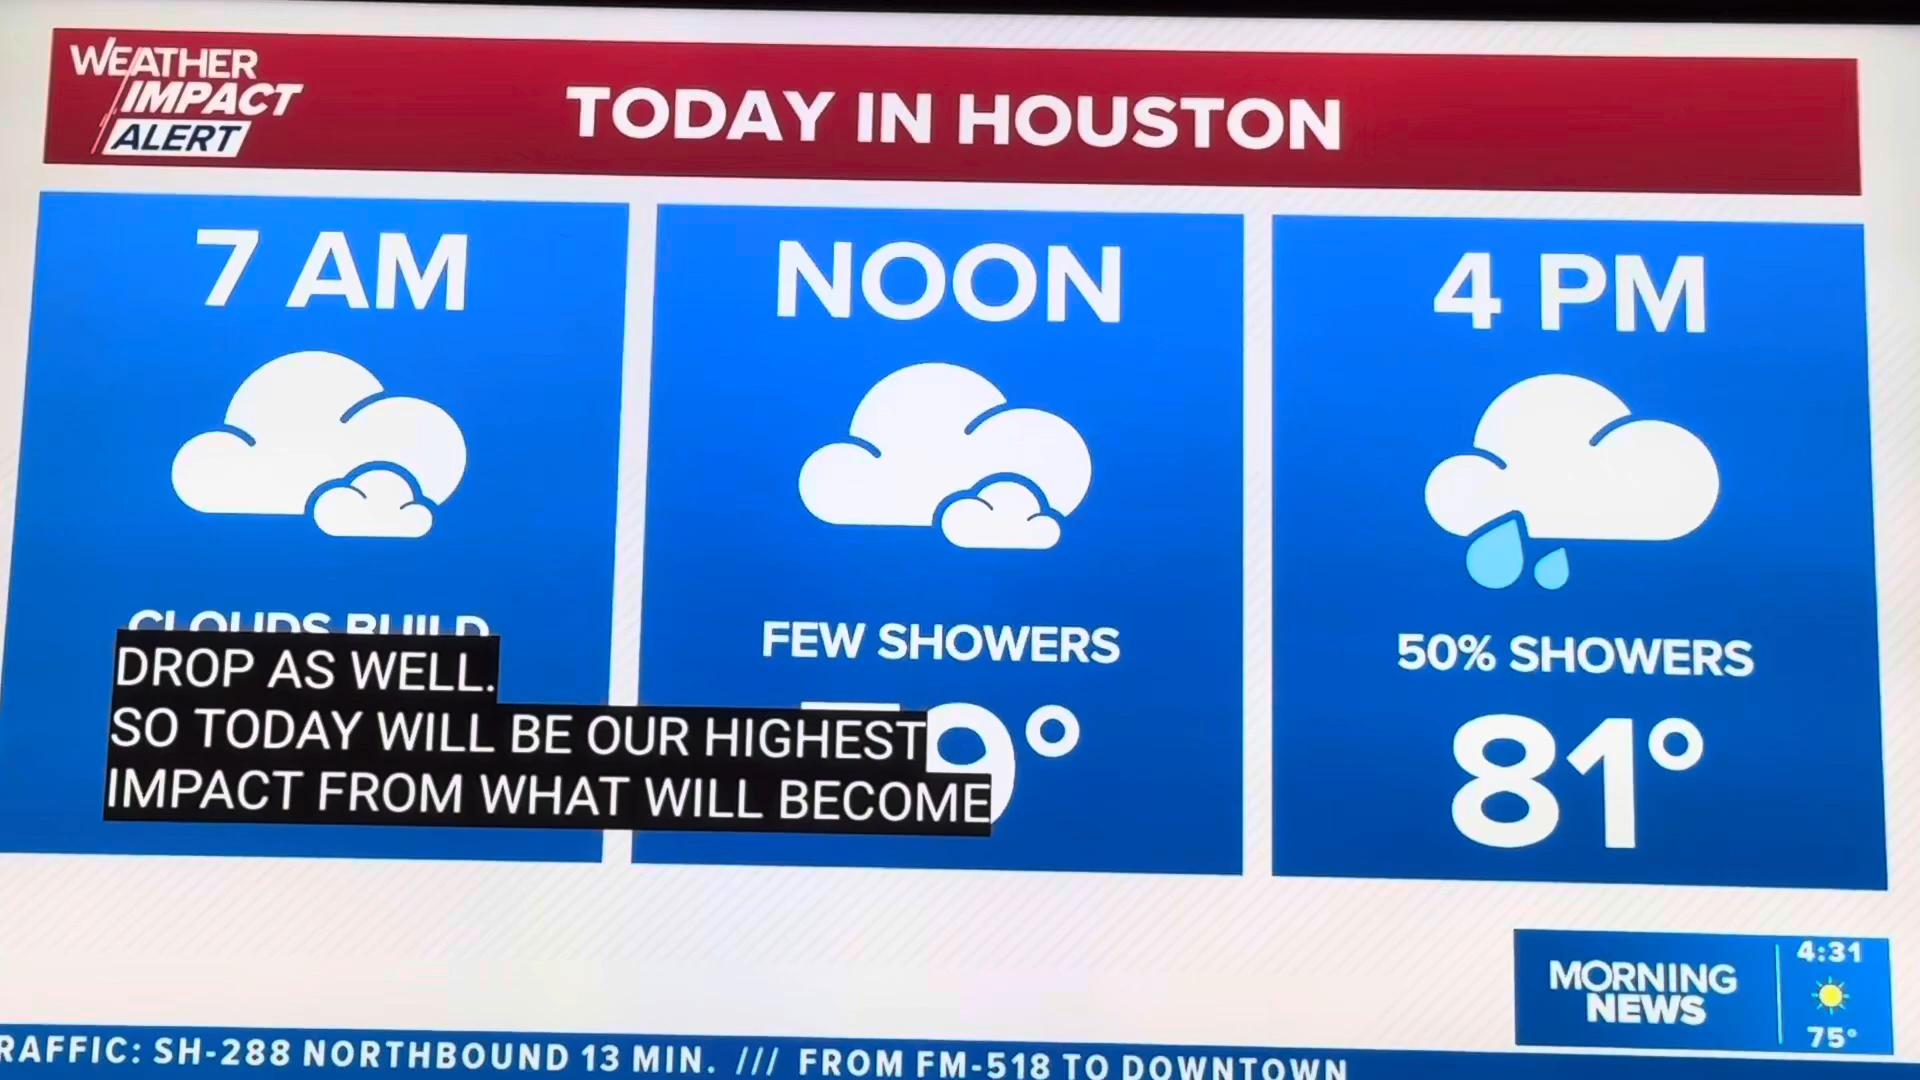 WEATHER
IMPACT
ALERT
TODAY IN HOUSTON
7 AM
CLOUDS BUILD
NOON
FEW SHOWERS
4 PM
50% SHOWERS
81°
DROP AS WELL.
SO TODAY WILL BE OUR HIGHEST
IMPACT FROM WHAT WILL BECOME
MORNING
NEWS
4:31
75°
RAFFIC: SH-288 NORTHBOUND 13 MIN. /// FROM FM-518 TO DOWNTOWN